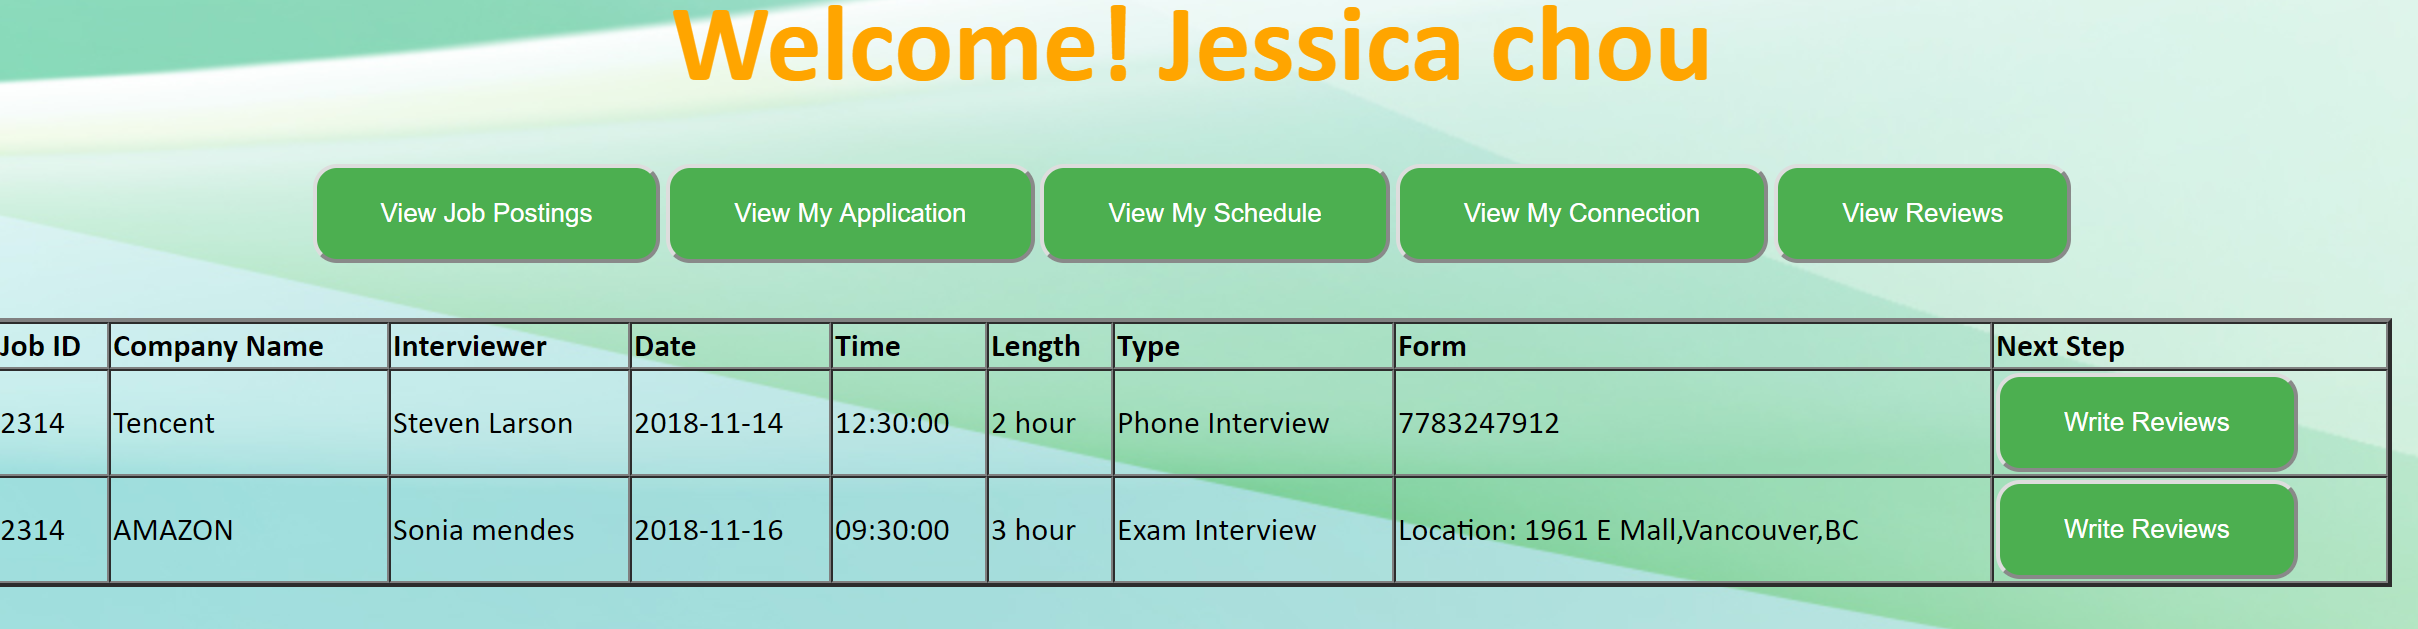 Welcome! Jessica chou
View Job Postings View My Application View My Schedule View My Connection View Reviews
Job ID Company Name Interviewer Date Time Length Type Form Next Step
2314 Tencent Steven Larson 2018-11-14 12:30:00 2 hour Phone Interview 7783247912 Write Reviews
2314 AMAZON Sonia mendes 2018-11-16 09:30:00 3 hour Exam Interview Location: 1961 E Mall,Vancouver,BC Write Reviews